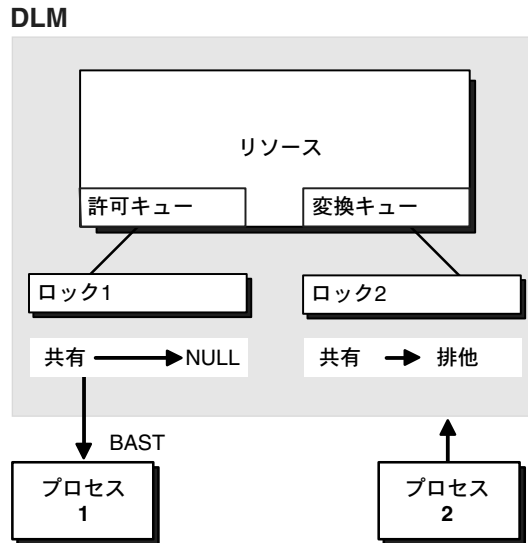 DLM
リソース
許可キュー
変換キュー
ロック1
ロック2
共有 NULL
共有 排他
BAST
プロセス
1
プロセス
2